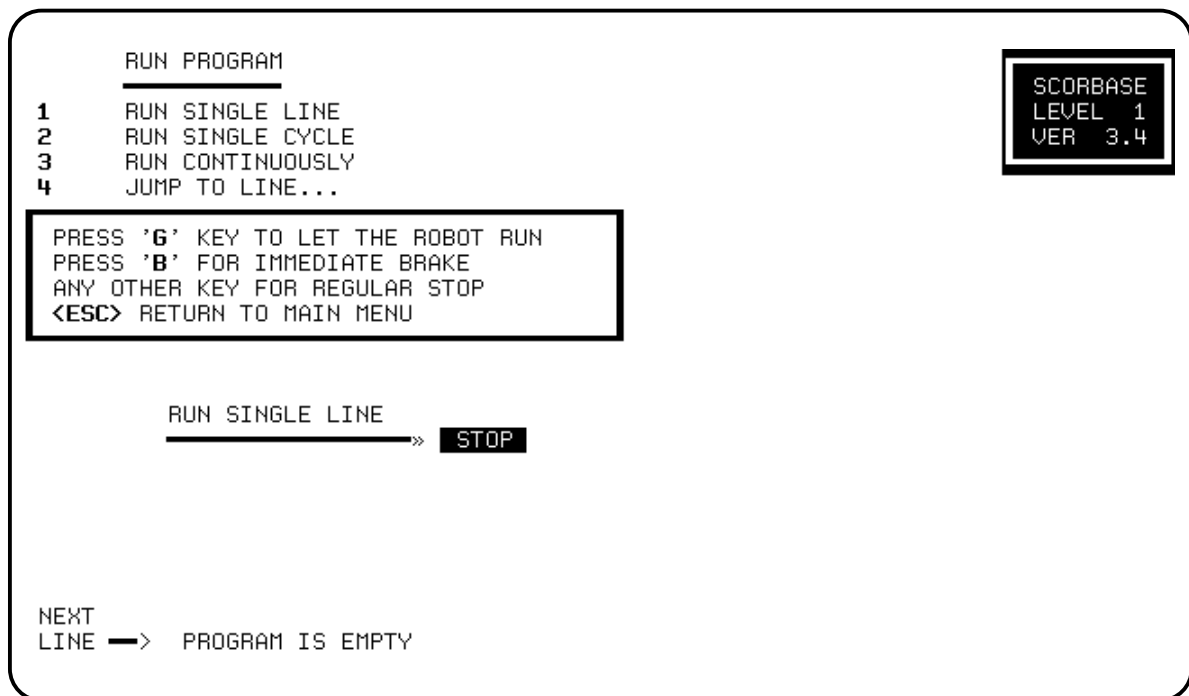 RUN PROGRAM
SCORBASE
LEVEL 1
VER 3.4
1 RUN SINGLE LINE
2 RUN SINGLE CYCLE
3 RUN CONTINUOUSLY
4 JUMP TO LINE...
PRESS 'G' KEY TO LET THE ROBOT RUN
PRESS 'B' FOR IMMEDIATE BRAKE
ANY OTHER KEY FOR REGULAR STOP
<ESC> RETURN TO MAIN MENU
RUN SINGLE LINE
» STOP
NEXT
LINE —> PROGRAM IS EMPTY